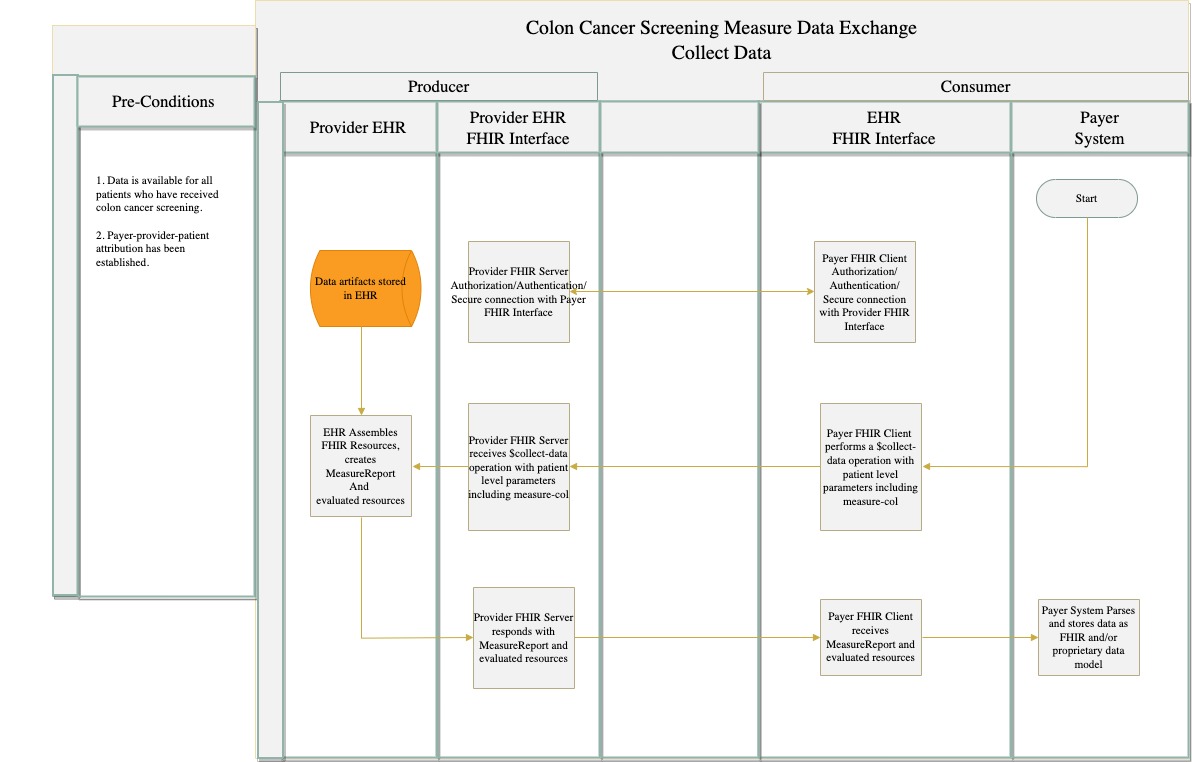 Colon Cancer Screening Measure Data Exchange
Collect Data
Pre-Conditions
1. Data is available for all
patients who have received
colon cancer screening.
2. Payer-provider-patient
attribution has been
established.
Producer
Consumer
Provider EHR
Provider EHR
FHIR Interface
EHR
FHIR Interface
Payer
System
Start
Data artifacts stored
in EHR
Provider FHIR Server
Authorization/Authentication/
Secure connection with Payer
FHIR Interface
Payer FHIR Client
Authorization/
Authentication/
Secure connection
with Provider FHIR
Interface
EHR Assembles
FHIR Resources,
creates
MeasureReport
And
evaluated resources
Provider FHIR Server
receives $collect-data
operation with patient
level parameters
including measure-col
Payer FHIR Client
performs a $collect-
data operation with
patient level
parameters including
measure-col
Provider FHIR Server
responds with
MeasureReport and
evaluated resources
Payer FHIR Client
receives
MeasureReport and
evaluated resources
Payer System Parses
and stores data as
FHIR and/or
proprietary data
model